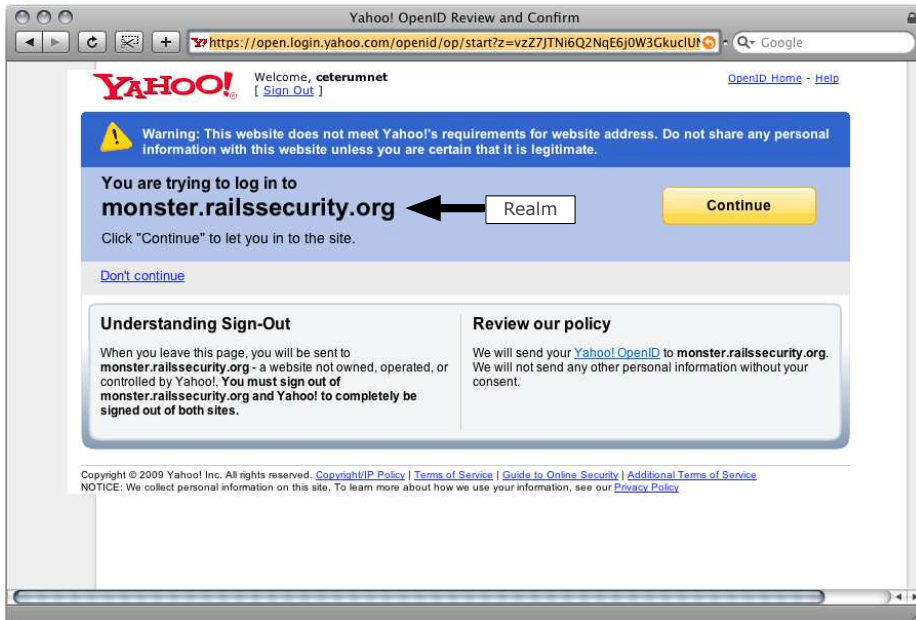 Yahoo! OpenID Review and Confirm
https://open.login.yahoo.com/openid/op/start?z=vzZ7JTNi6Q2NqE6j0W3GkuclUN
Google
YAHOO!
Welcome, ceterumnet
[ Sign Out ]
OpenID Home - Help
Warning: This website does not meet Yahoo!'s requirements for website address. Do not share any personal
information with this website unless you are certain that it is legitimate.
You are trying to log in to
monster.railssecurity.org
Realm
Continue
Click "Continue" to let you in to the site.
Don't continue
Understanding Sign-Out
When you leave this page, you will be sent to
monster.railssecurity.org - a website not owned, operated, or
controlled by Yahoo!. You must sign out of
monster.railssecurity.org and Yahoo! to completely be
signed out of both sites.
Review our policy
We will send your Yahoo! OpenID to monster.railssecurity.org.
We will not send any other personal information without your
consent.
Copyright © 2009 Yahoo! Inc. All rights reserved. Copyright/IP Policy | Terms of Service | Guide to Online Security | Additional Terms of Service
NOTICE: We collect personal information on this site. To learn more about how we use your information, see our Privacy Policy